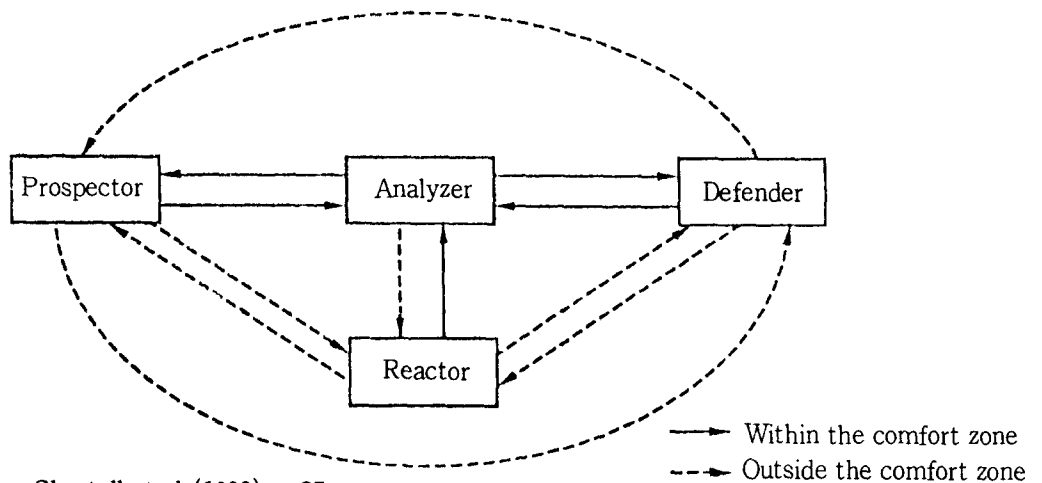 Prospector
Analyzer
Defender
Reactor
Within the comfort zone
Outside the comfort zone